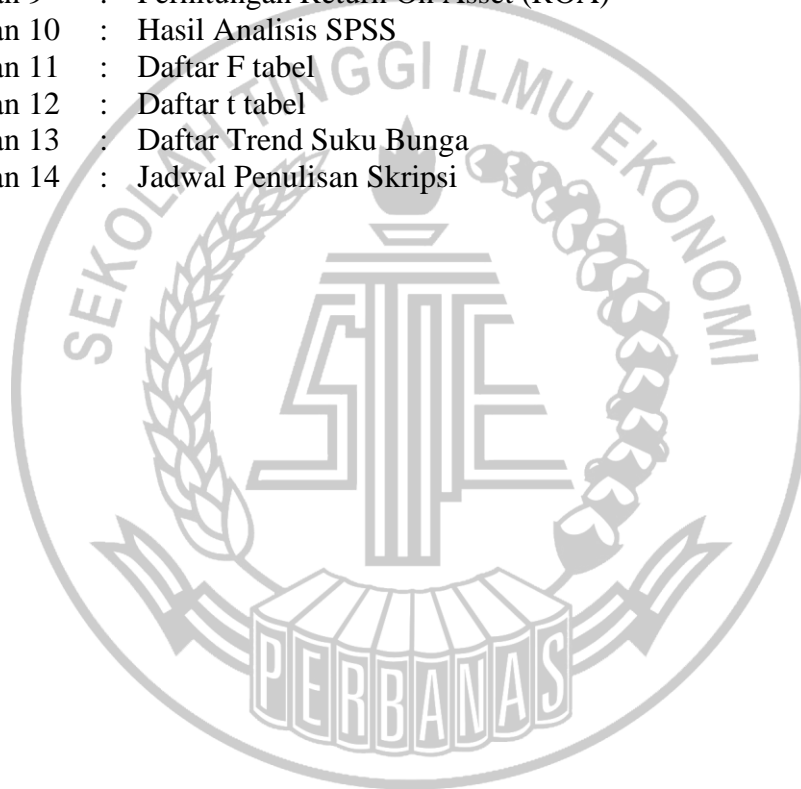 an 10 : Hasil Analisis SPSS
an 11 : Daftar F tabel
an 12 : Daftar t tabel
an 13 : Daftar Trend Suku Bunga
an 14 : Jadwal Penulisan Skripsi
SEKOLAH TINGGI ILMU EKONOMI
PERBANAS